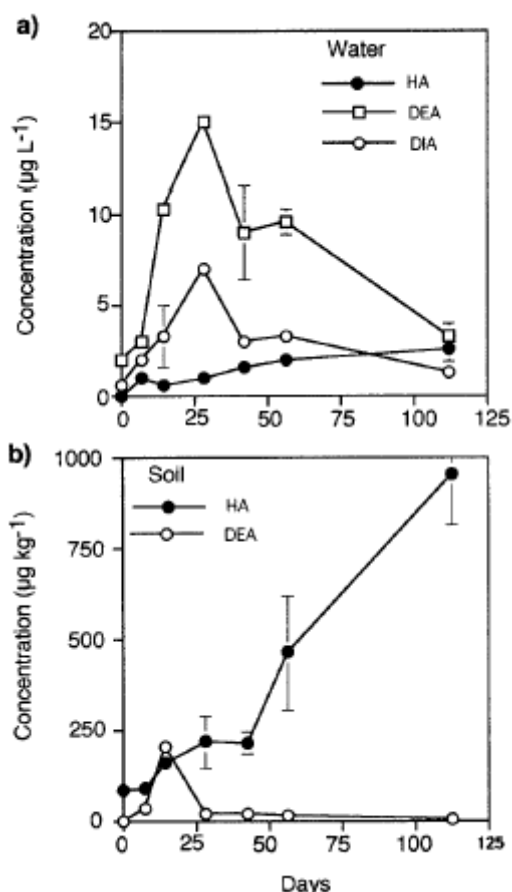 a)
20
15
10
5
0
Concentration (µg L-1)
Water
HA
DEA
DIA
0 25 50 75 100 125
b)
1000
750
500
250
0
Concentration (µg kg-1)
Soil
HA
DEA
0 25 50 75 100 125
Days